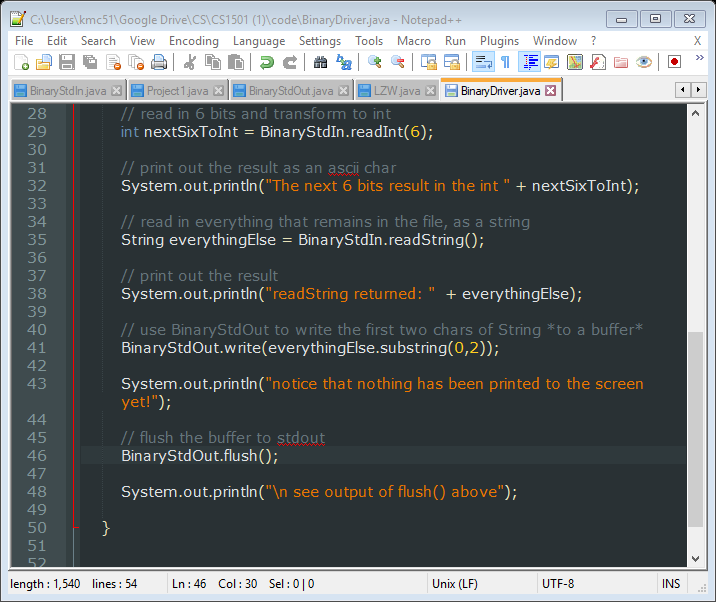 C:\Users\kmc51\Google Drive\CS\CS1501 (1)\code\BinaryDriver.java - Notepad++
File Edit Search View Encoding Language Settings Tools Macro Run Plugins Window ? X
BinaryStdIn.java Project1.java BinaryStdOut.java LZW.java BinaryDriver.java
28 // read in 6 bits and transform to int
29 int nextSixToInt = BinaryStdIn.readInt(6);
30
31 // print out the result as an ascii char
32 System.out.println("The next 6 bits result in the int " + nextSixToInt);
33
34 // read in everything that remains in the file, as a string
35 String everythingElse = BinaryStdIn.readString();
36
37 // print out the result
38 System.out.println("readString returned: "  + everythingElse);
39
40 // use BinaryStdOut to write the first two chars of String *to a buffer*
41 BinaryStdOut.write(everythingElse.substring(0,2));
42
43 System.out.println("notice that nothing has been printed to the screen
yet!");
44
45 // flush the buffer to stdout
46 BinaryStdOut.flush();
47
48 System.out.println("\n see output of flush() above");
49
50 }
51
52
length : 1,540 lines : 54 Ln : 46 Col : 30 Sel : 0 | 0 Unix (LF) UTF-8 INS